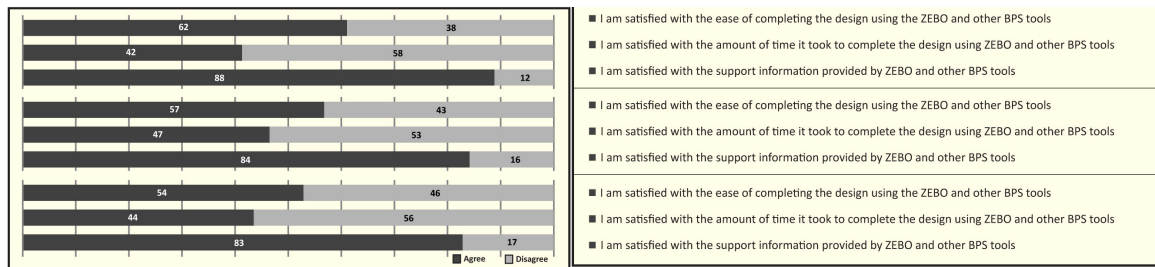 62 38
42 58
88 12
57 43
47 53
84 16
54 46
44 56
83 17
Agree Disagree
I am satisfied with the ease of completing the design using the ZEBO and other BPS tools
I am satisfied with the amount of time it took to complete the design using ZEBO and other BPS tools
I am satisfied with the support information provided by ZEBO and other BPS tools
I am satisfied with the ease of completing the design using the ZEBO and other BPS tools
I am satisfied with the amount of time it took to complete the design using ZEBO and other BPS tools
I am satisfied with the support information provided by ZEBO and other BPS tools
I am satisfied with the ease of completing the design using the ZEBO and other BPS tools
I am satisfied with the amount of time it took to complete the design using ZEBO and other BPS tools
I am satisfied with the support information provided by ZEBO and other BPS tools